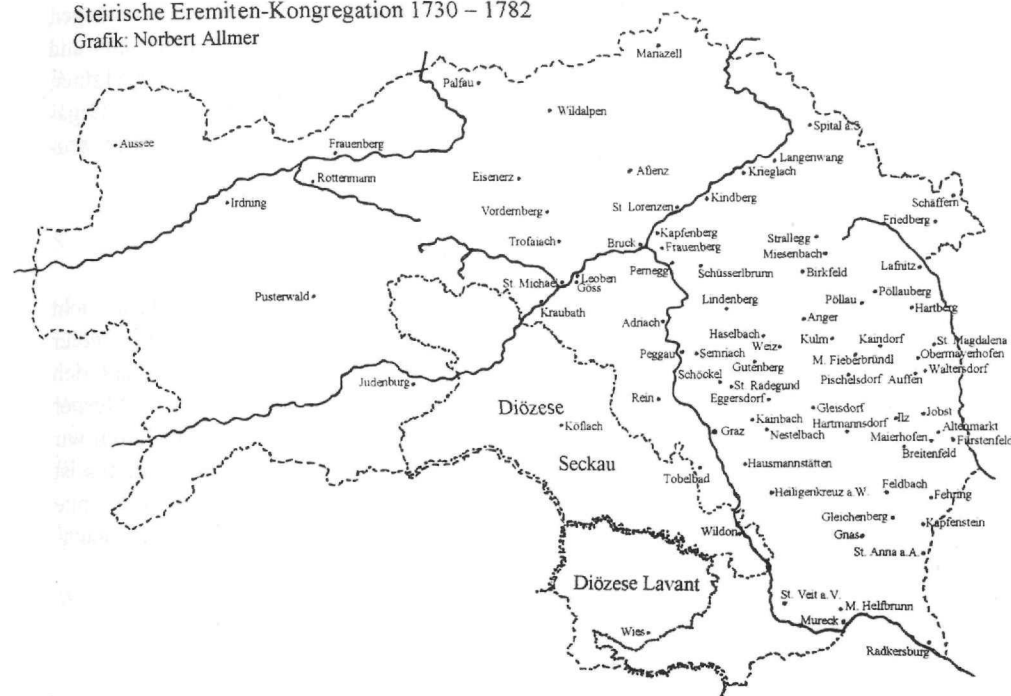 Steirische Eremiten-Kongregation 1730 – 1782
Grafik: Norbert Allmer
Mariazell
Palfau
Wildalpen
Spital a.S.
Aussee
Frauenberg
Langenwang
Rottenmann
Eisenerz
Aflenz
Krieglach
Irdning
Vordernberg
St. Lorenzen
Kindberg
Schäffern
Friedberg
Trofaiach
Bruck
Kapfenberg
Frauenberg
Strallegg
Miesenbach
Pernegg
Schüsserlbrunn
Birkfeld
Lafnitz
St. Michael
Leoben
Göss
Pusterwald
Kraubath
Lindenberg
Pöllau
Pöllauberg
Hartberg
Adriach
Anger
Haselbach
Weiz
Kulm
Kaindorf
St. Magdalena
Peggau
Semriach
Gutenberg
M. Fieberbründl
Obermayerhofen
Schöckel
St. Radegund
Pischelsdorf
Auffen
Waltersdorf
Judenburg
Rein
Eggersdorf
Diözese
Gleisdorf
Köflach
Kainbach
Hartmannsdorf
Ilz
Jobst
Graz
Nestelbach
Maierhofen
Altenmarkt
Fürstenfeld
Breitenfeld
Seckau
Hausmannstätten
Tobelbad
Heiligenkreuz a.W.
Feldbach
Fehring
Gleichenberg
Kapfenstein
Wildon
Gnas
St. Anna a.A.
Diözese Lavant
St. Veit a.V.
M. Helfbrunn
Mureck
Wies
Radkersburg